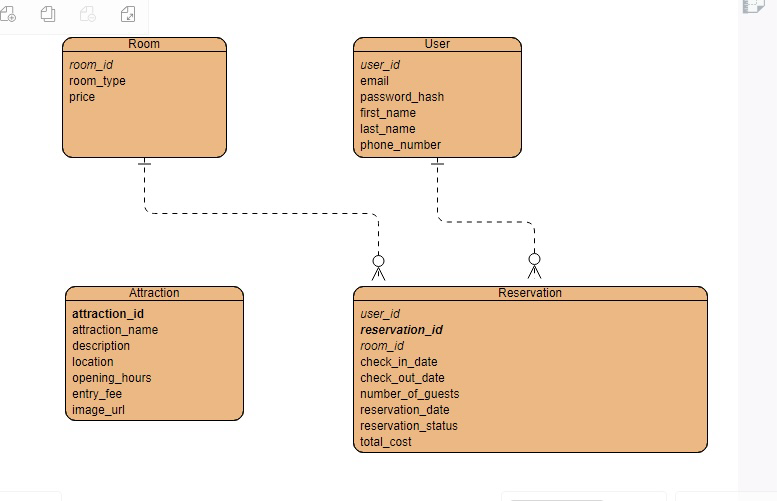 Room
room_id
room_type
price
User
user_id
email
password_hash
first_name
last_name
phone_number
Attraction
attraction_id
attraction_name
description
location
opening_hours
entry_fee
image_url
Reservation
user_id
reservation_id
room_id
check_in_date
check_out_date
number_of_guests
reservation_date
reservation_status
total_cost